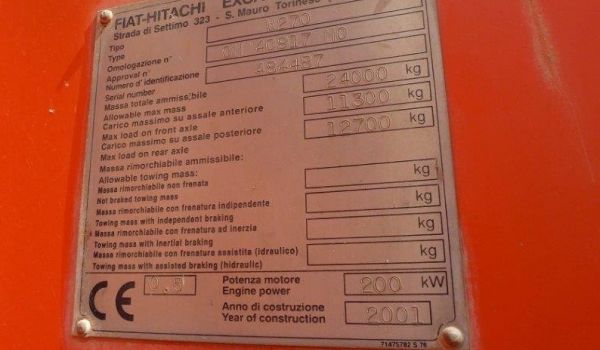 FIAT-HITACHI
Strada di Settimo 323 - S. Mauro Torinese
Tipo
Type
W270
Omologazione n°
Approval n°
Numero d'identificazione
Serial number
484487
Massa totale ammissibile
Allowable max mass
24000 kg
Carico massimo su assale anteriore
Max load on front axle
11300 kg
Carico massimo su assale posteriore
Max load on rear axle
12700 kg
Massa rimorchiabile ammissibile:
Allowable towing mass:
Massa rimorchiabile non frenata
Not braked towing mass
kg
Massa rimorchiabile con frenatura indipendente
Towing mass with independent braking
kg
Massa rimorchiabile con frenatura ad inerzia
Towing mass with inertial braking
kg
Massa rimorchiabile con frenatura assistita (idraulico)
Towing mass with assisted braking (hidraulic)
kg
CE
Potenza motore
Engine power
200 kW
Anno di costruzione
Year of construction
2001
71475782 S 76